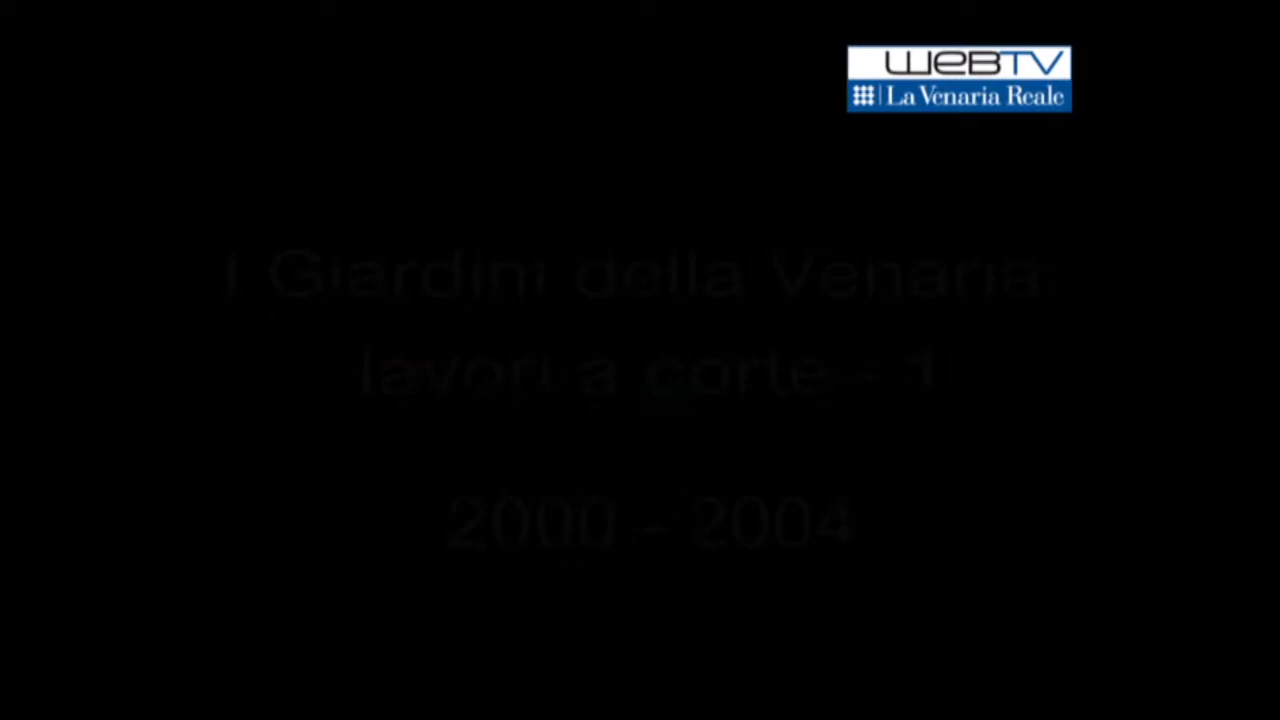 WEBTV
La Venaria Reale
I Giardini della Venaria:
lavori a corte - 1
2000 - 2004